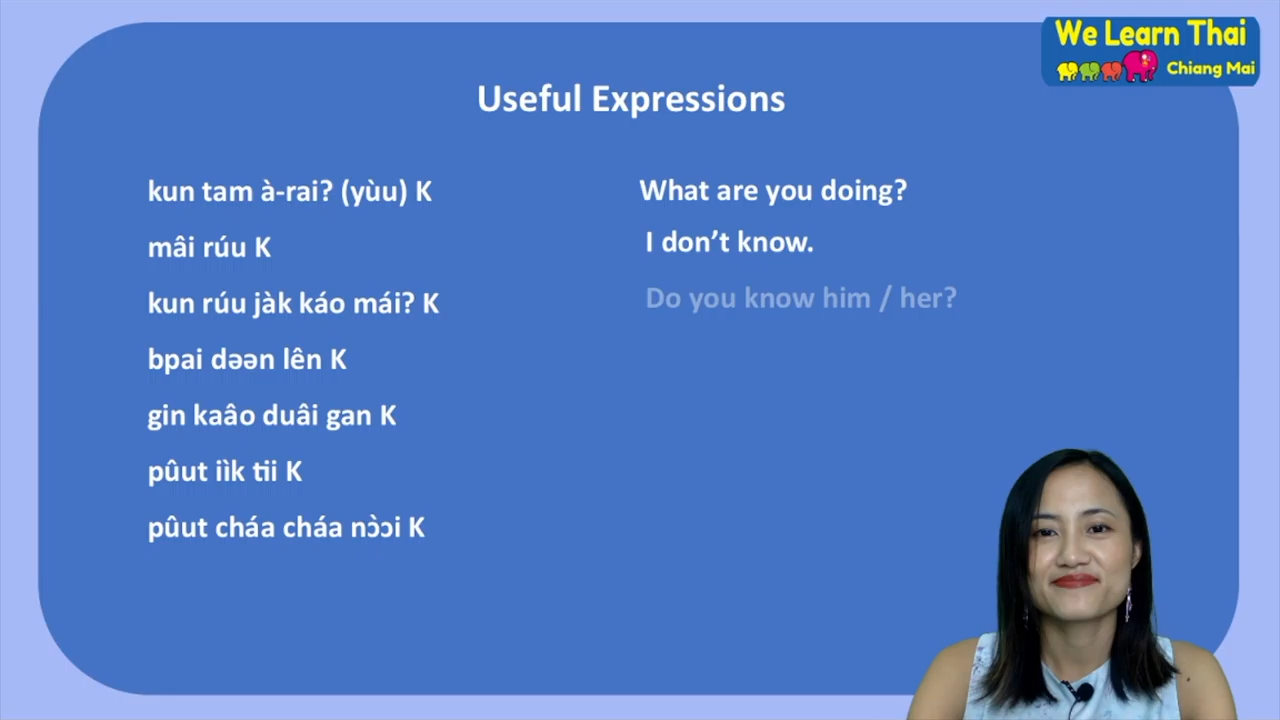 We Learn Thai
Chiang Mai
Useful Expressions
kun tam à-rai? (yùu) K
What are you doing?
mâi rúu K
I don’t know.
kun rúu jàk káo mái? K
Do you know him / her?
bpai dəən lên K
gin kaâo duâi gan K
pûut iìk tii K
pûut cháa cháa nɔ̀ɔi K